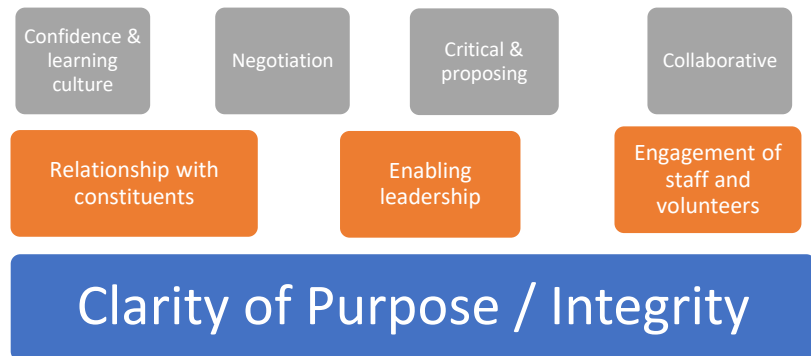 Confidence &
learning
culture
Negotiation
Critical &
proposing
Collaborative
Relationship with
constituents
Enabling
leadership
Engagement of
staff and
volunteers
Clarity of Purpose / Integrity